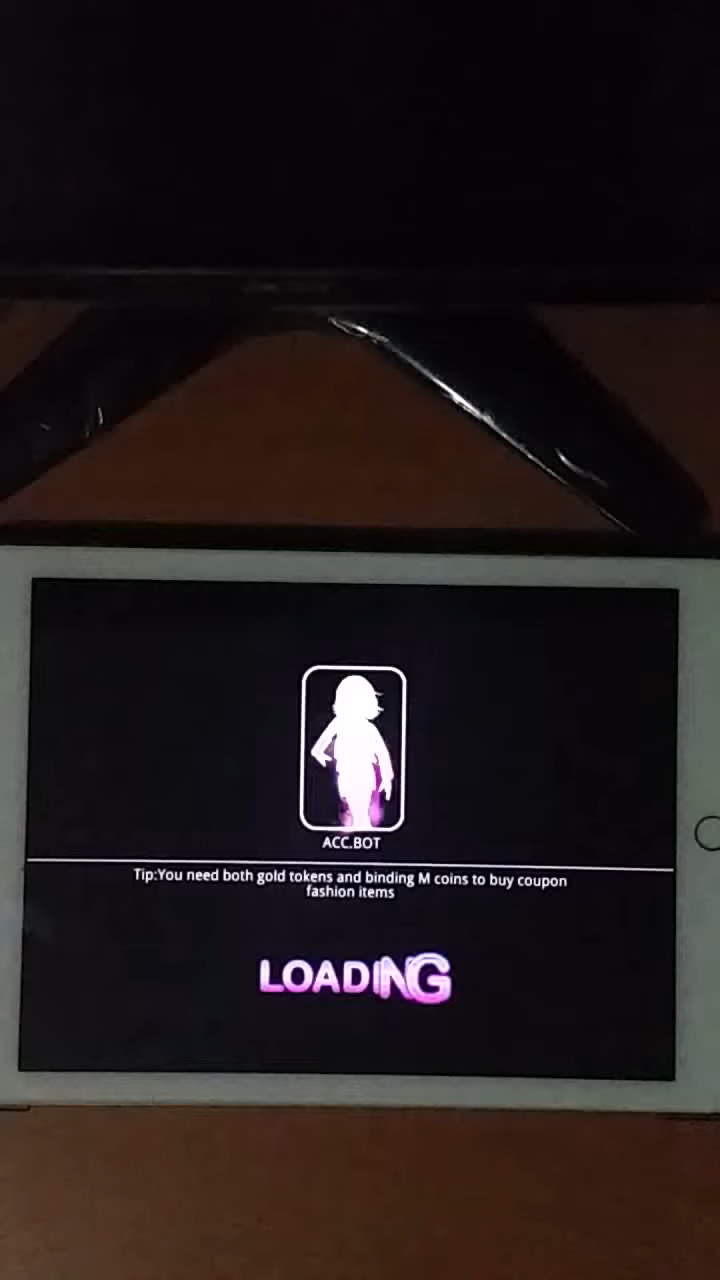 ACC.BOT
Tip:You need both gold tokens and binding M coins to buy coupon
fashion items
LOADING